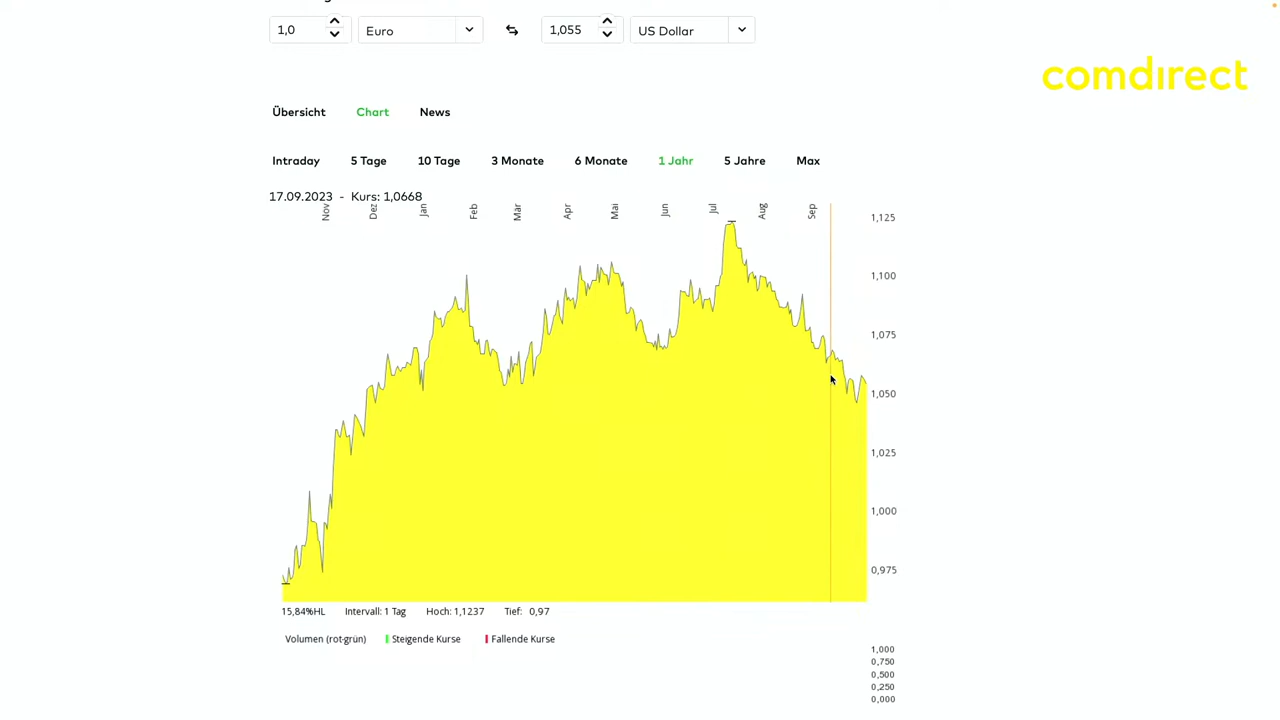 1,0 Euro 1,055 US Dollar
comdırect
Übersicht Chart News
Intraday 5 Tage 10 Tage 3 Monate 6 Monate 1 Jahr 5 Jahre Max
17.09.2023 - Kurs: 1,0668
Nov Dez Jan Feb Mar Apr Mai Jun Jul Aug Sep
1,125
1,100
1,075
1,050
1,025
1,000
0,975
15,84%HL Intervall: 1 Tag Hoch: 1,1237 Tief: 0,97
Volumen (rot-grün) Steigende Kurse Fallende Kurse
1,000
0,750
0,500
0,250
0,000